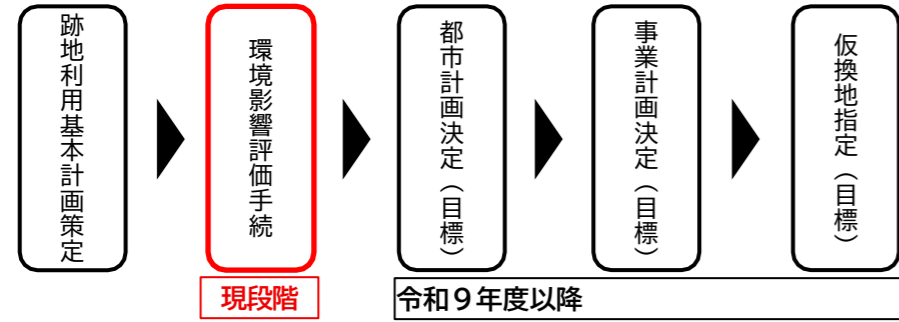 跡地利用基本計画策定
環境影響評価手続
都市計画決定（目標）
事業計画決定（目標）
仮換地指定（目標）
現段階
令和９年度以降